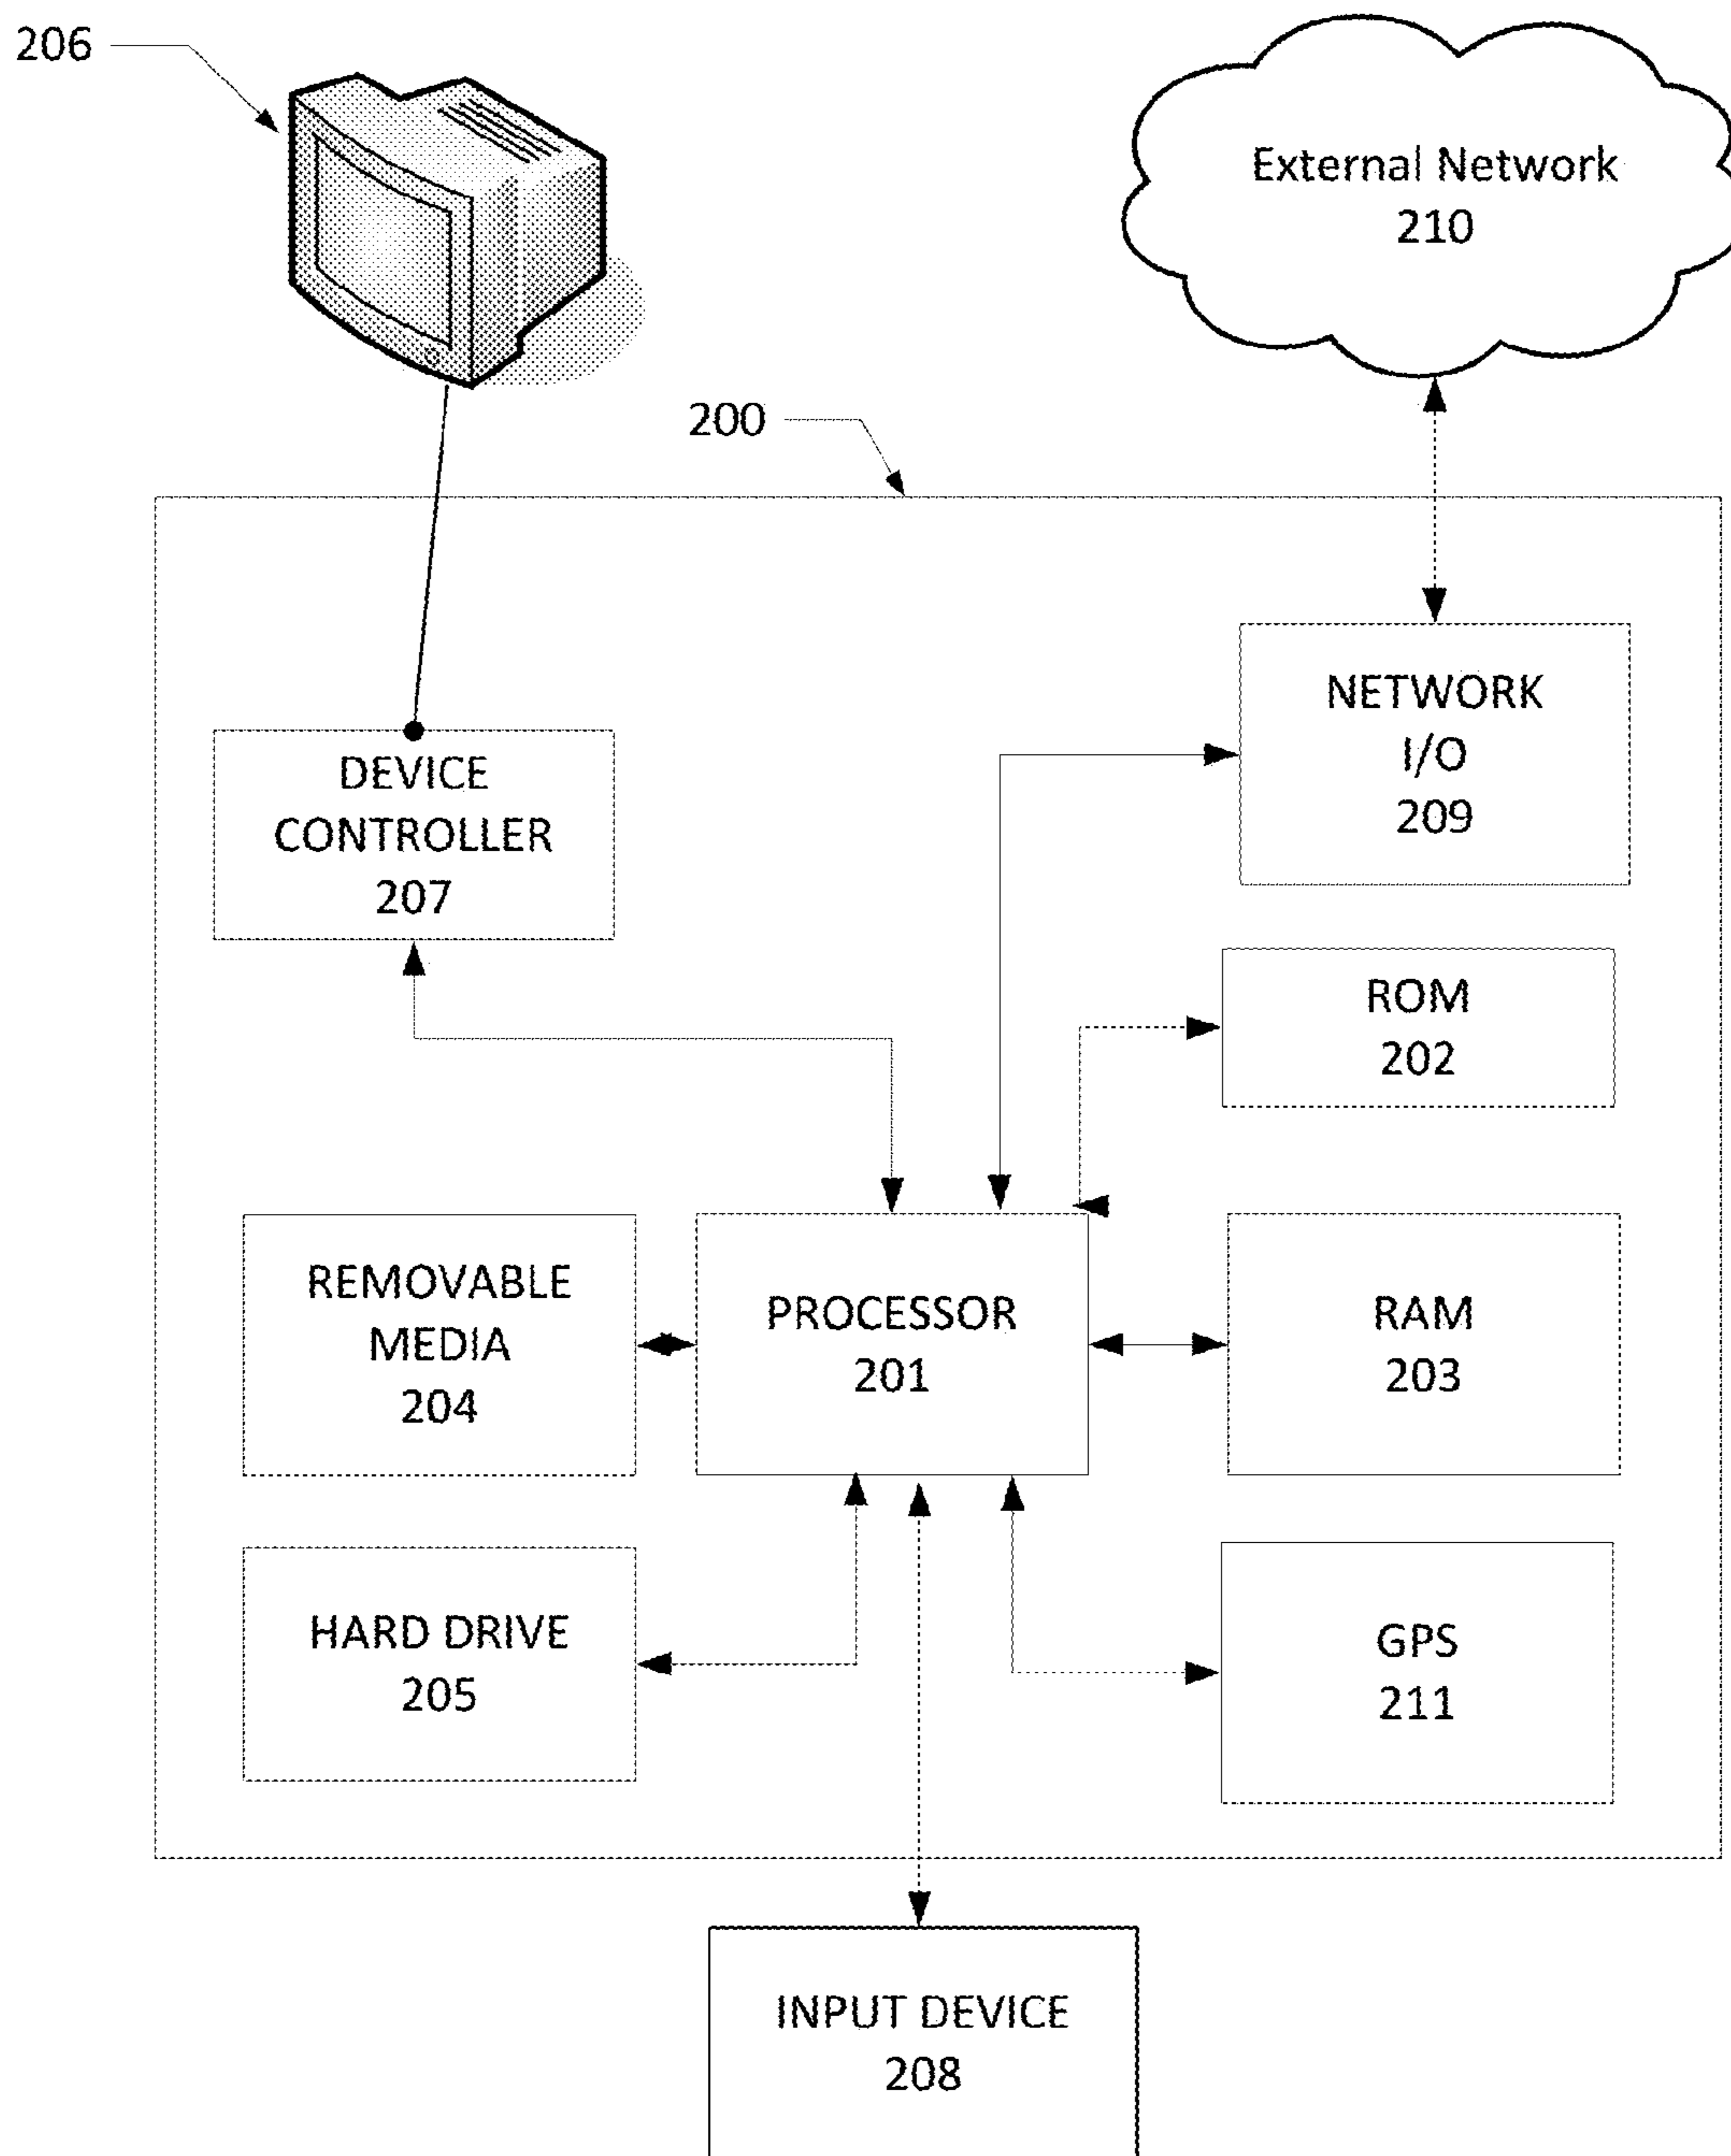 206
External Network
210
200
NETWORK
I/O
209
DEVICE
CONTROLLER
207
ROM
202
REMOVABLE
MEDIA
204
PROCESSOR
201
RAM
203
HARD DRIVE
205
GPS
211
INPUT DEVICE
208